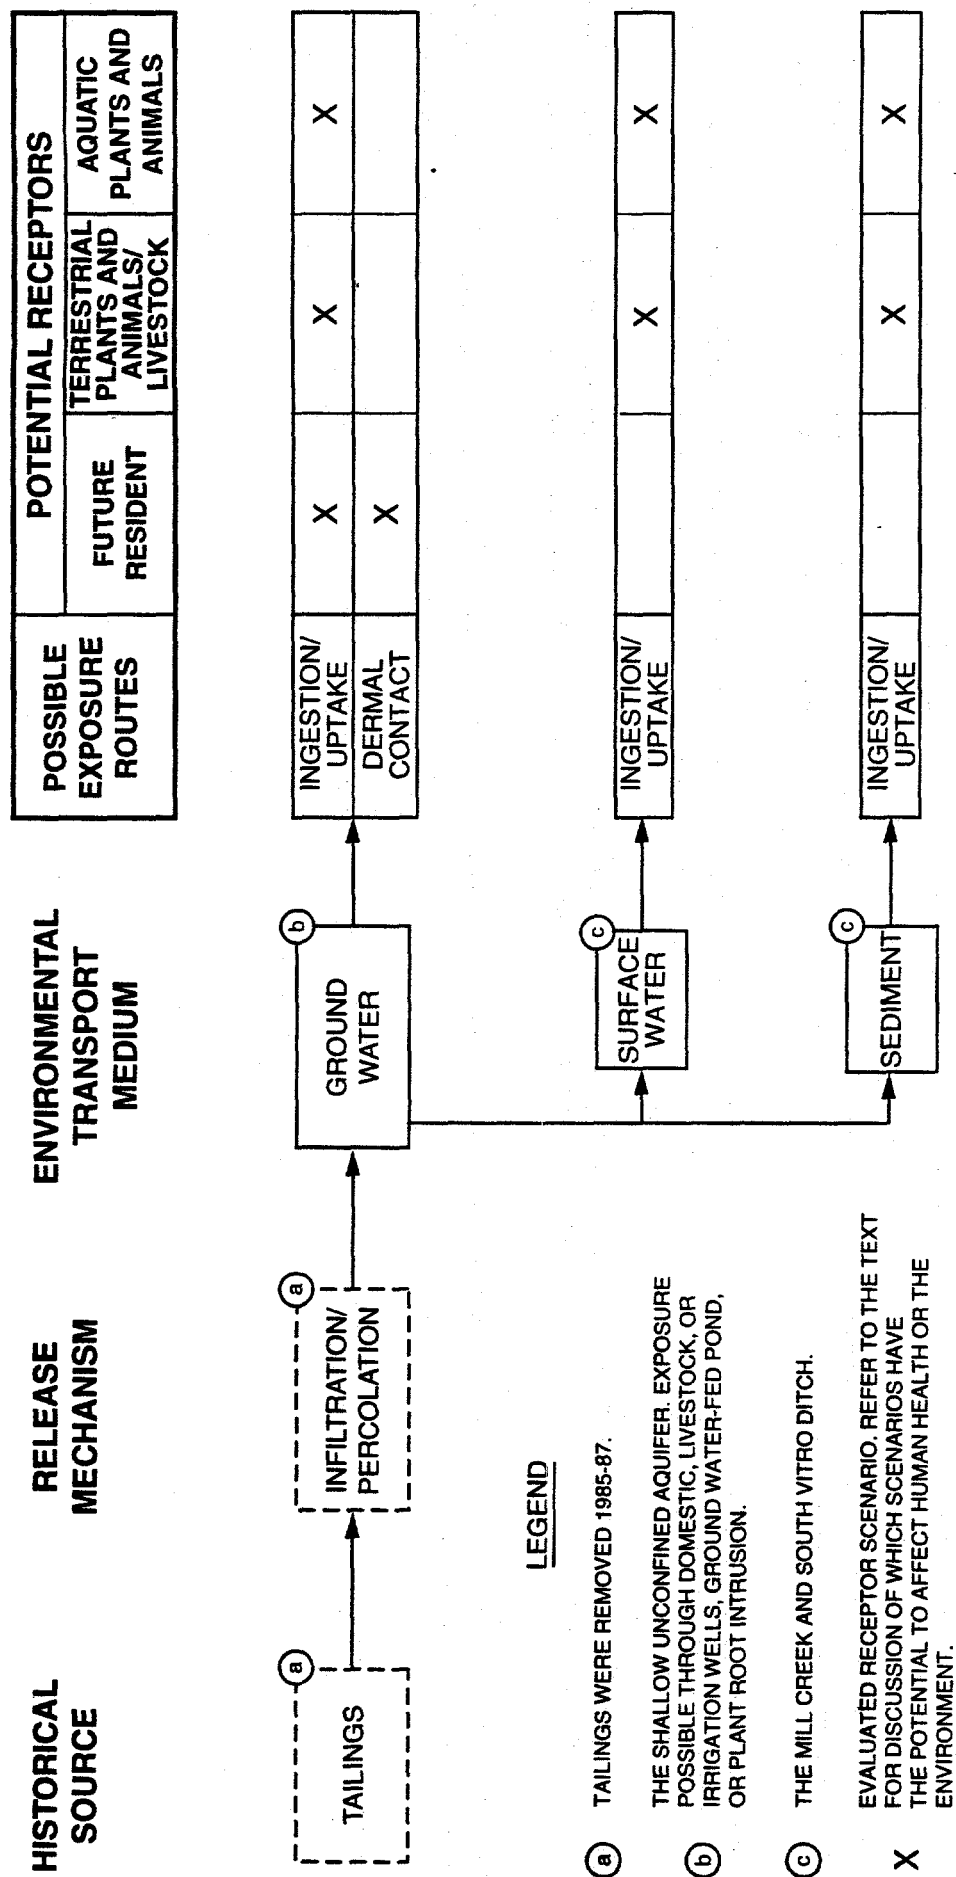 HISTORICAL
SOURCE
RELEASE
MECHANISM
ENVIRONMENTAL
TRANSPORT
MEDIUM
POSSIBLE
EXPOSURE
ROUTES
POTENTIAL RECEPTORS
FUTURE
RESIDENT
TERRESTRIAL
PLANTS AND
ANIMALS/
LIVESTOCK
AQUATIC
PLANTS AND
ANIMALS
TAILINGS
a
INFILTRATION/
PERCOLATION
a
GROUND
WATER
b
INGESTION/
UPTAKE
X
X
X
DERMAL
CONTACT
X
SURFACE
WATER
c
INGESTION/
UPTAKE
X
X
SEDIMENT
c
INGESTION/
UPTAKE
X
X
LEGEND
a TAILINGS WERE REMOVED 1985-87.
b THE SHALLOW UNCONFINED AQUIFER. EXPOSURE
POSSIBLE THROUGH DOMESTIC, LIVESTOCK, OR
IRRIGATION WELLS, GROUND WATER-FED POND,
OR PLANT ROOT INTRUSION.
c THE MILL CREEK AND SOUTH VITRO DITCH.
X EVALUATED RECEPTOR SCENARIO. REFER TO THE TEXT
FOR DISCUSSION OF WHICH SCENARIOS HAVE
THE POTENTIAL TO AFFECT HUMAN HEALTH OR THE
ENVIRONMENT.